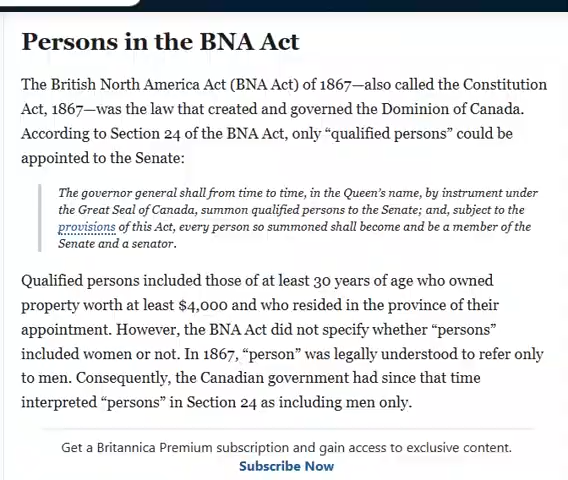 Persons in the BNA Act
The British North America Act (BNA Act) of 1867—also called the Constitution
Act, 1867—was the law that created and governed the Dominion of Canada.
According to Section 24 of the BNA Act, only “qualified persons” could be
appointed to the Senate:
The governor general shall from time to time, in the Queen’s name, by instrument under
the Great Seal of Canada, summon qualified persons to the Senate; and, subject to the
provisions of this Act, every person so summoned shall become and be a member of the
Senate and a senator.
Qualified persons included those of at least 30 years of age who owned
property worth at least $4,000 and who resided in the province of their
appointment. However, the BNA Act did not specify whether “persons”
included women or not. In 1867, “person” was legally understood to refer only
to men. Consequently, the Canadian government had since that time
interpreted “persons” in Section 24 as including men only.
Get a Britannica Premium subscription and gain access to exclusive content.
Subscribe Now